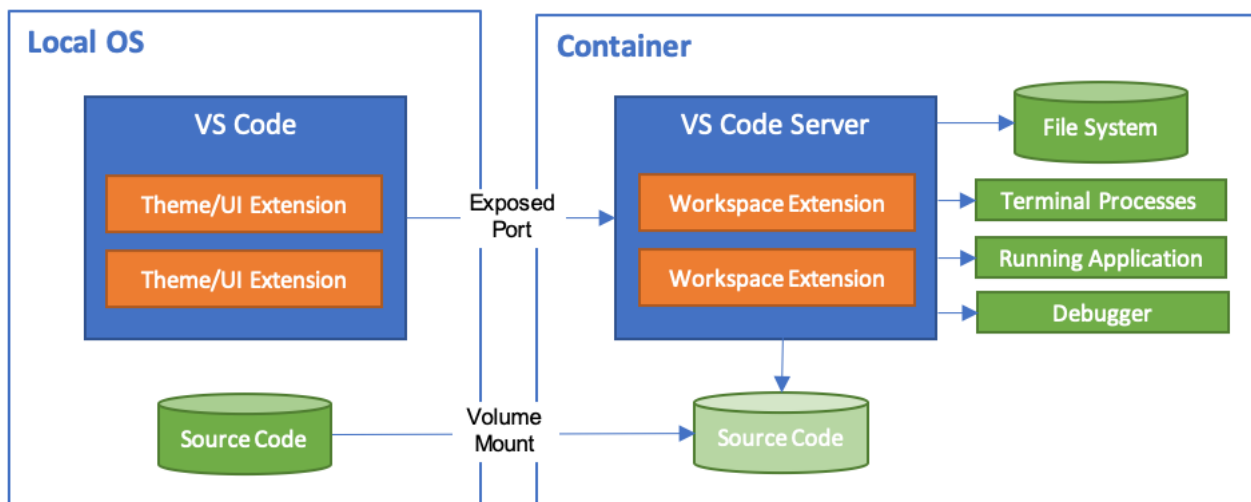 Local OS
VS Code
Theme/UI Extension
Theme/UI Extension
Source Code
Exposed
Port
Volume
Mount
Container
VS Code Server
Workspace Extension
Workspace Extension
Source Code
File System
Terminal Processes
Running Application
Debugger